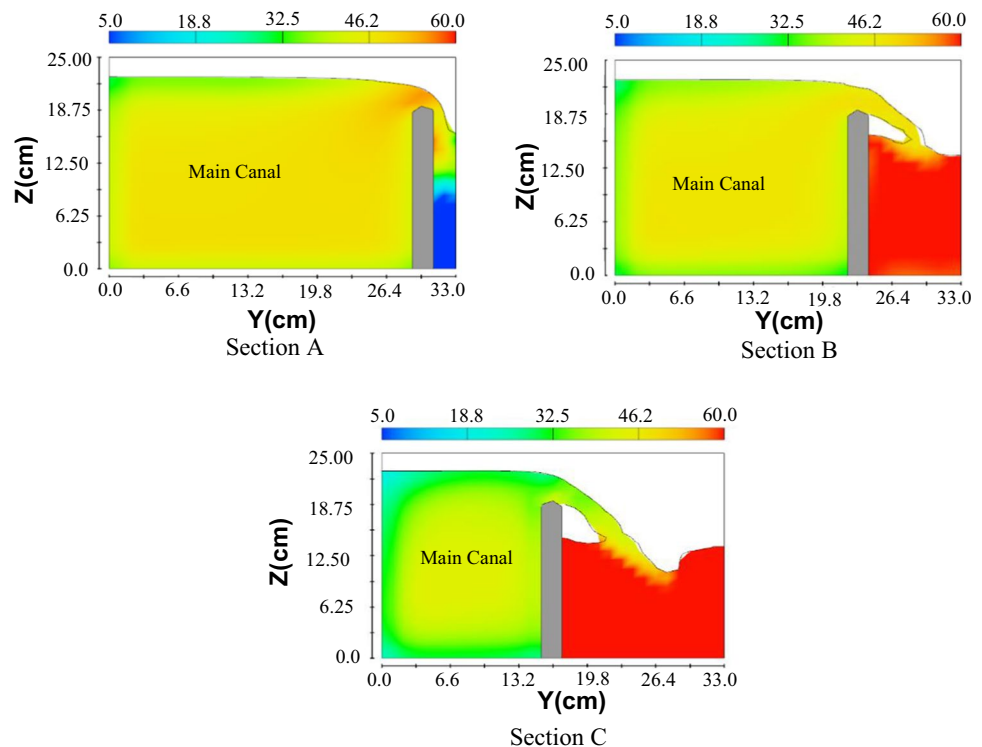 5.0 18.8 32.5 46.2 60.0
25.00
18.75
12.50
6.25
0.0
Z(cm)
Main Canal
0.0 6.6 13.2 19.8 26.4 33.0
Y(cm)
Section A
5.0 18.8 32.5 46.2 60.0
25.00
18.75
12.50
6.25
0.0
Z(cm)
Main Canal
0.0 6.6 13.2 19.8 26.4 33.0
Y(cm)
Section B
5.0 18.8 32.5 46.2 60.0
25.00
18.75
12.50
6.25
0.0
Z(cm)
Main Canal
0.0 6.6 13.2 19.8 26.4 33.0
Y(cm)
Section C